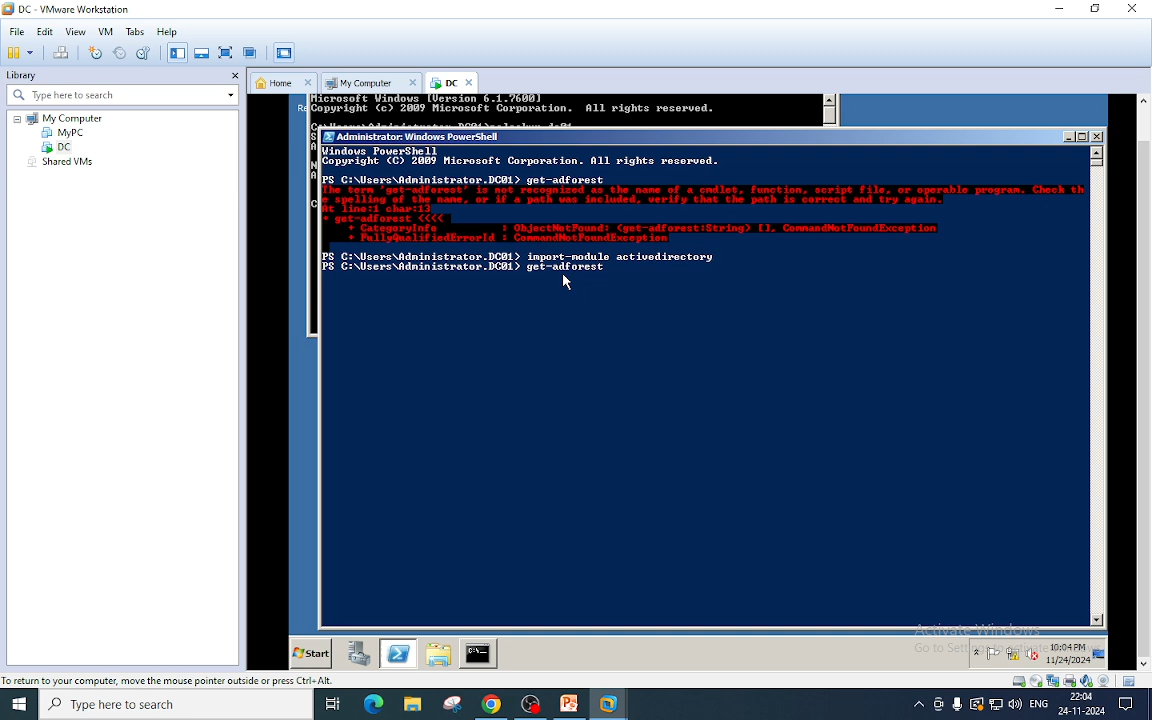 DC - VMware Workstation
File Edit View VM Tabs Help
Library
Type here to search
My Computer
MyPC
DC
Shared VMs
Home
My Computer
DC
Microsoft Windows [Version 6.1.7600]
Copyright (c) 2009 Microsoft Corporation. All rights reserved.
Administrator: Windows PowerShell
Windows PowerShell
Copyright (C) 2009 Microsoft Corporation. All rights reserved.
PS C:\Users\Administrator.DC01> get-adforest
The term 'get-adforest' is not recognized as the name of a cmdlet, function, script file, or operable program. Check th
e spelling of the name, or if a path was included, verify that the path is correct and try again.
At line:1 char:13
+ get-adforest <<<<
+ CategoryInfo : ObjectNotFound: (get-adforest:String) [], CommandNotFoundException
+ FullyQualifiedErrorId : CommandNotFoundException
PS C:\Users\Administrator.DC01> import-module activedirectory
PS C:\Users\Administrator.DC01> get-adforest
Activate Windows
Start
10:04 PM
11/24/2024
To return to your computer, move the mouse pointer outside or press Ctrl+Alt.
Type here to search
ENG
22:04
24-11-2024